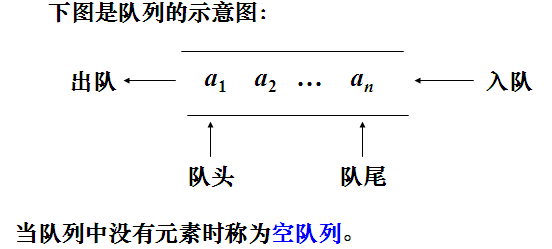 下图是队列的示意图：
出队 a1 a2 … an 入队
队头 队尾
当队列中没有元素时称为空队列。